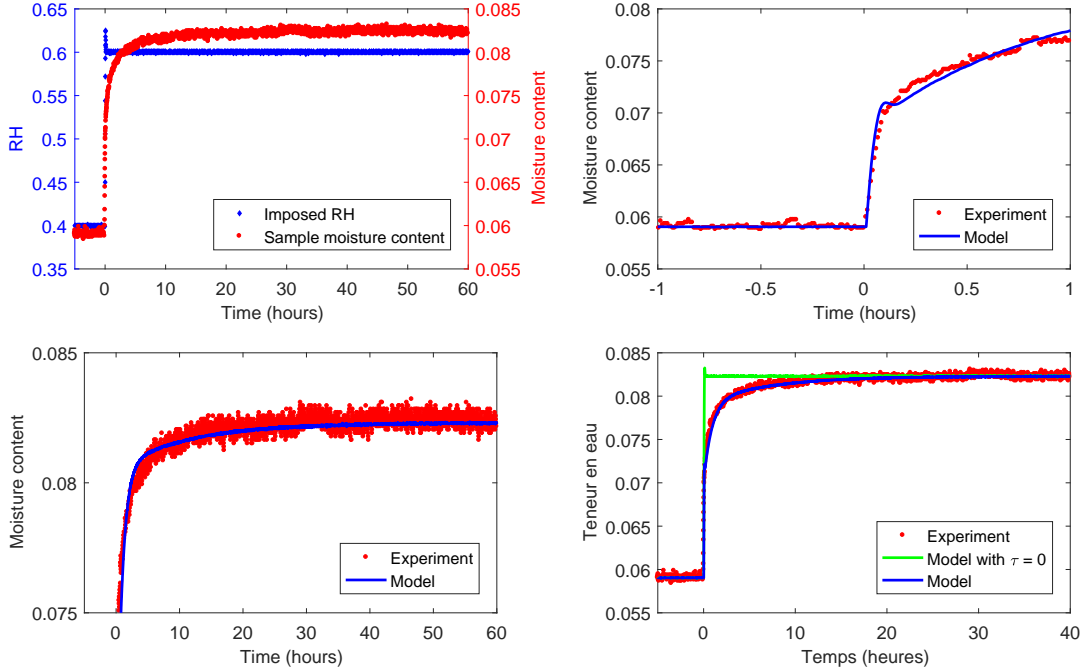 0.65
0.6
0.55
0.5
0.45
0.4
0.35
RH
0.085
0.08
0.075
0.07
0.065
0.06
0.055
Moisture content
Imposed RH
Sample moisture content
0 10 20 30 40 50 60
Time (hours)
0.08
0.075
0.07
0.065
0.06
0.055
Moisture content
Experiment
Model
-1 -0.5 0 0.5 1
Time (hours)
0.085
0.08
0.075
Moisture content
Experiment
Model
0 10 20 30 40 50 60
Time (hours)
0.085
0.08
0.075
0.07
0.065
0.06
0.055
Teneur en eau
Experiment
Model with τ = 0
Model
0 10 20 30 40
Temps (heures)